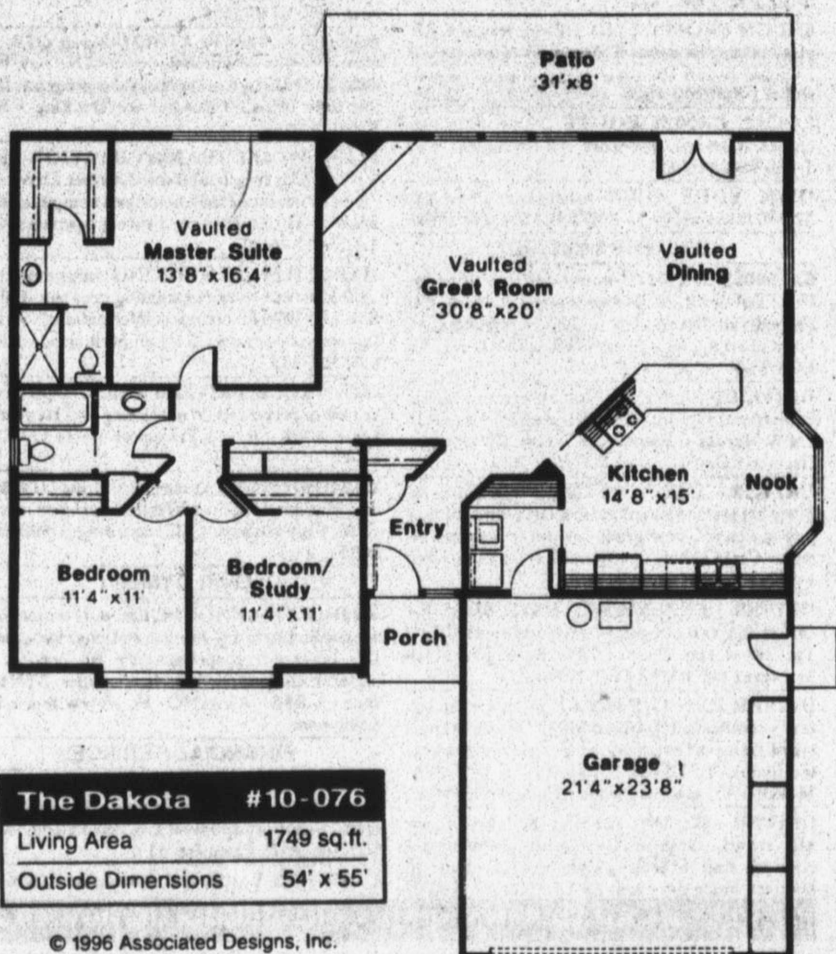 Patio
31'x8'
Vaulted
Master Suite
13'8"x16'4"
Vaulted
Great Room
30'8"x20'
Vaulted
Dining
Kitchen
14'8"x15'
Nook
Entry
Bedroom
11'4"x11'
Bedroom/
Study
11'4"x11'
Porch
Garage
21'4"x23'8"
The Dakota #10-076
Living Area 1749 sq.ft.
Outside Dimensions 54' x 55'
© 1996 Associated Designs, Inc.